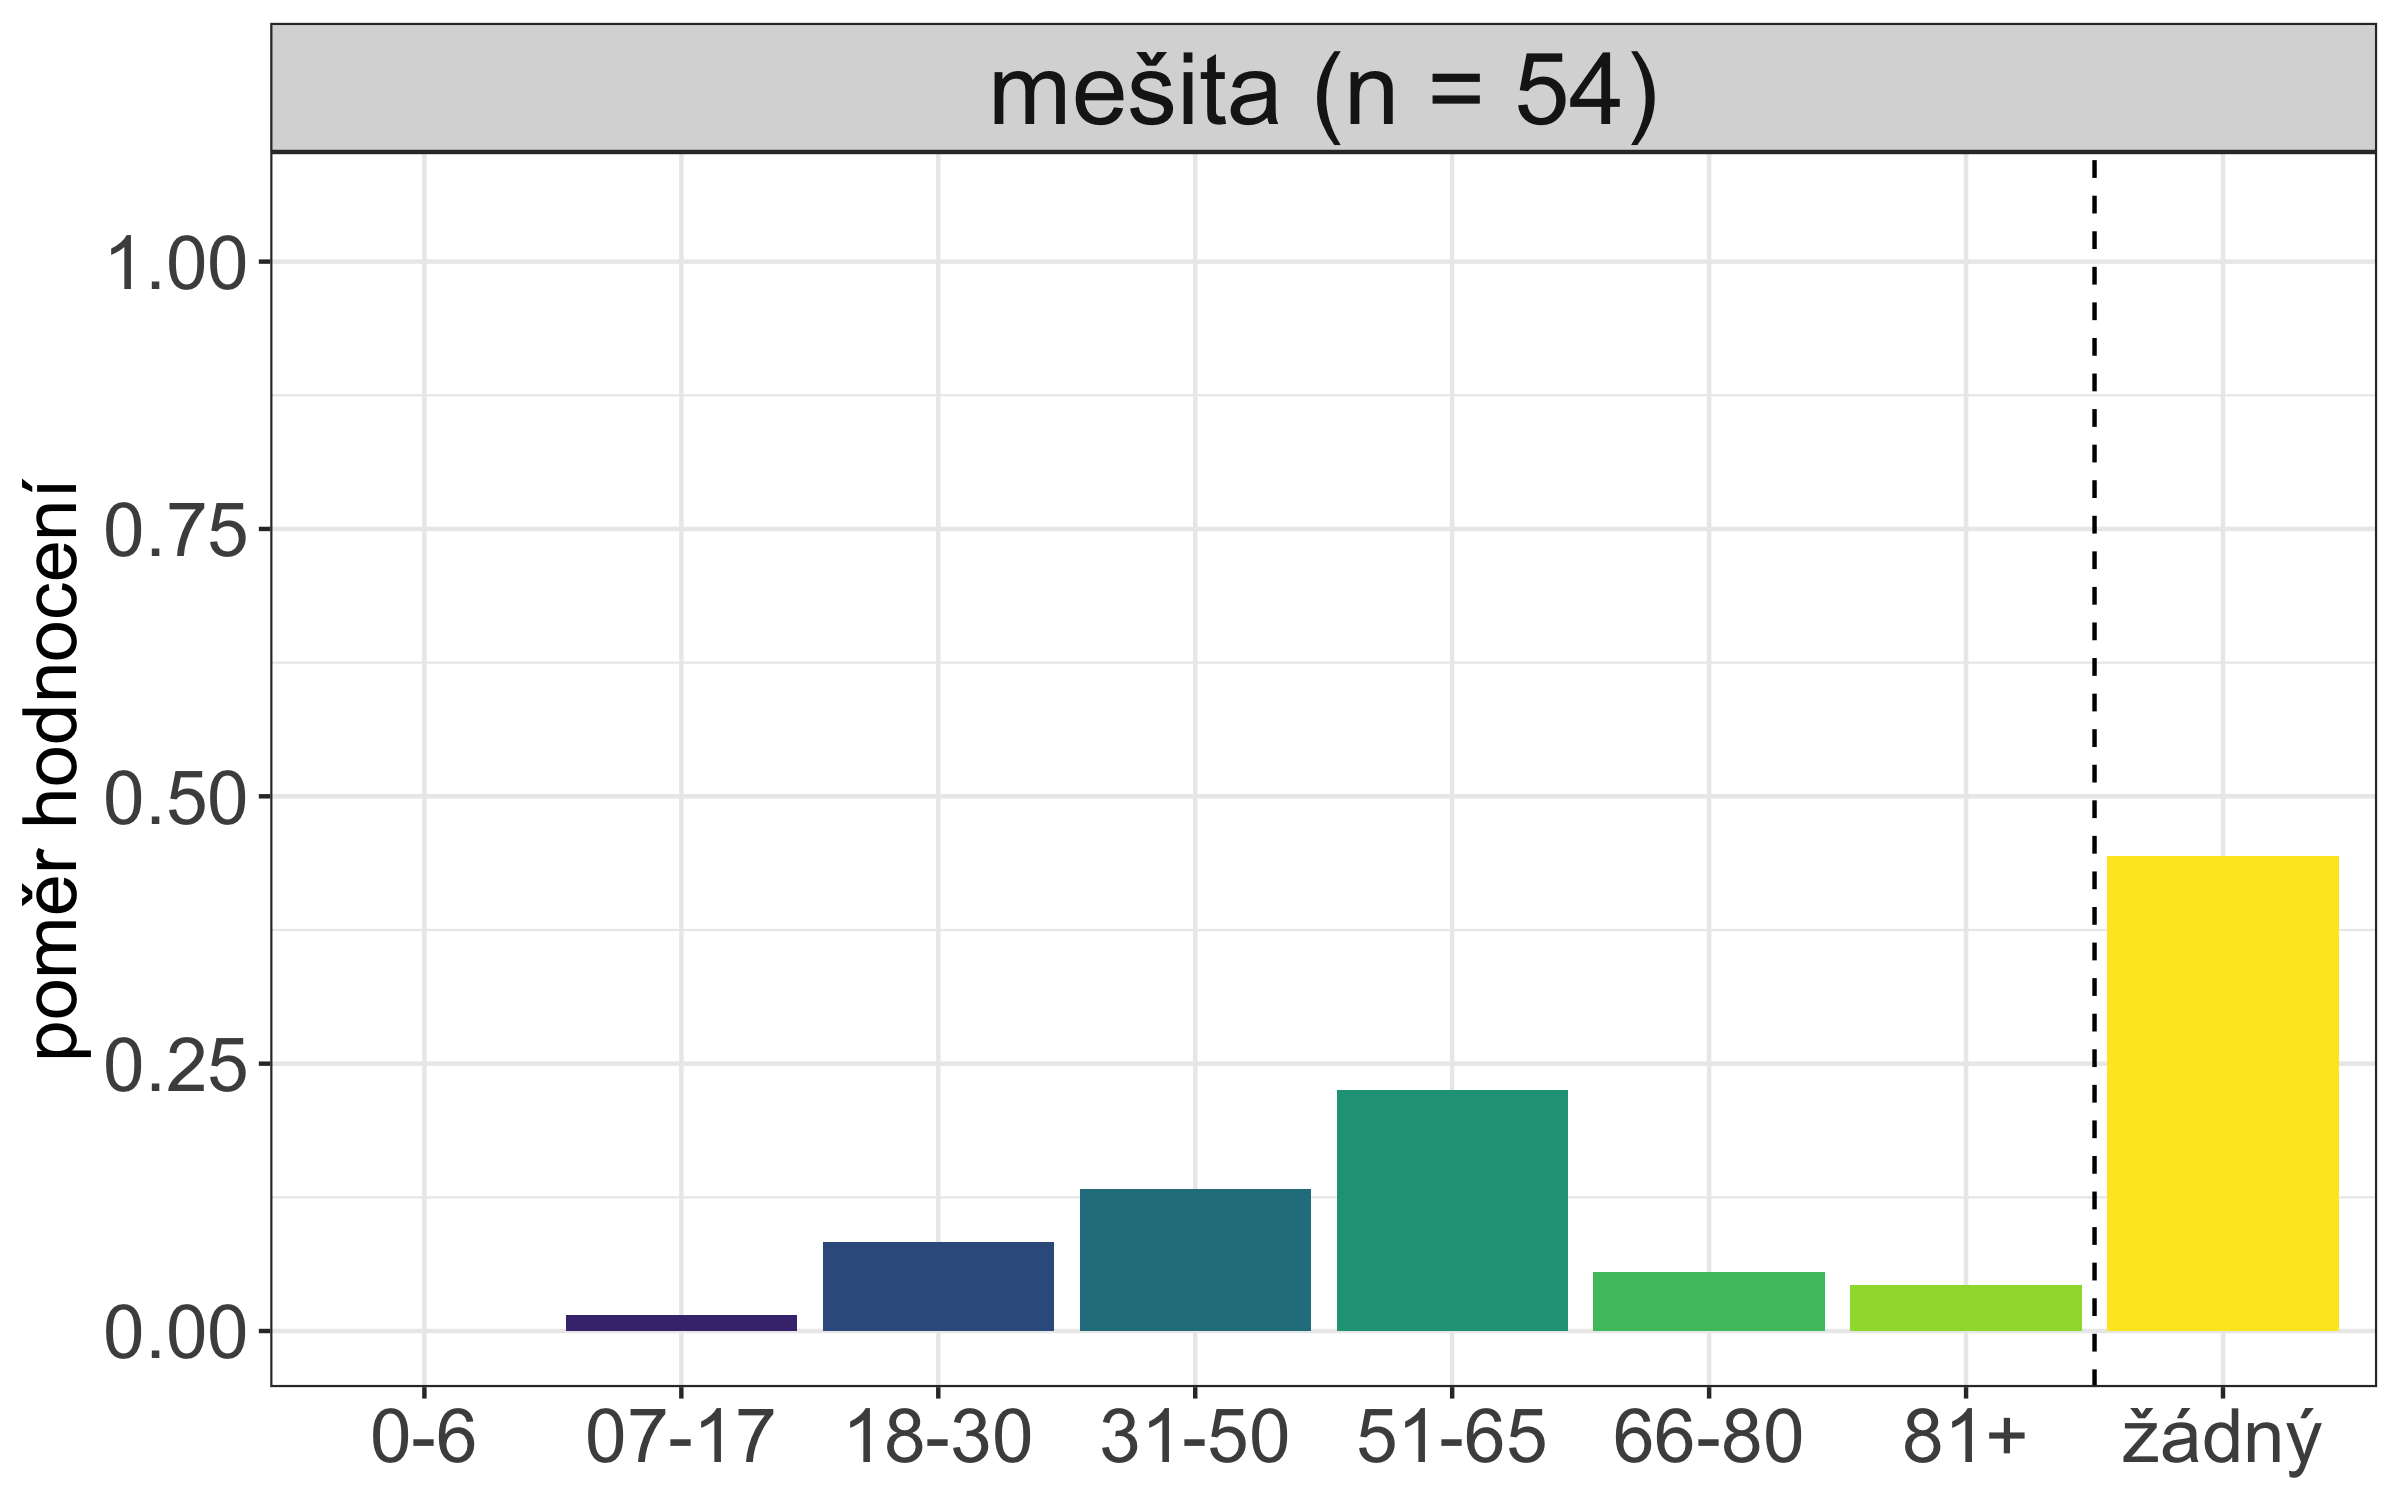 mešita (n = 54)
poměr hodnocení
1.00
0.75
0.50
0.25
0.00
0-6 07-17 18-30 31-50 51-65 66-80 81+ žádný